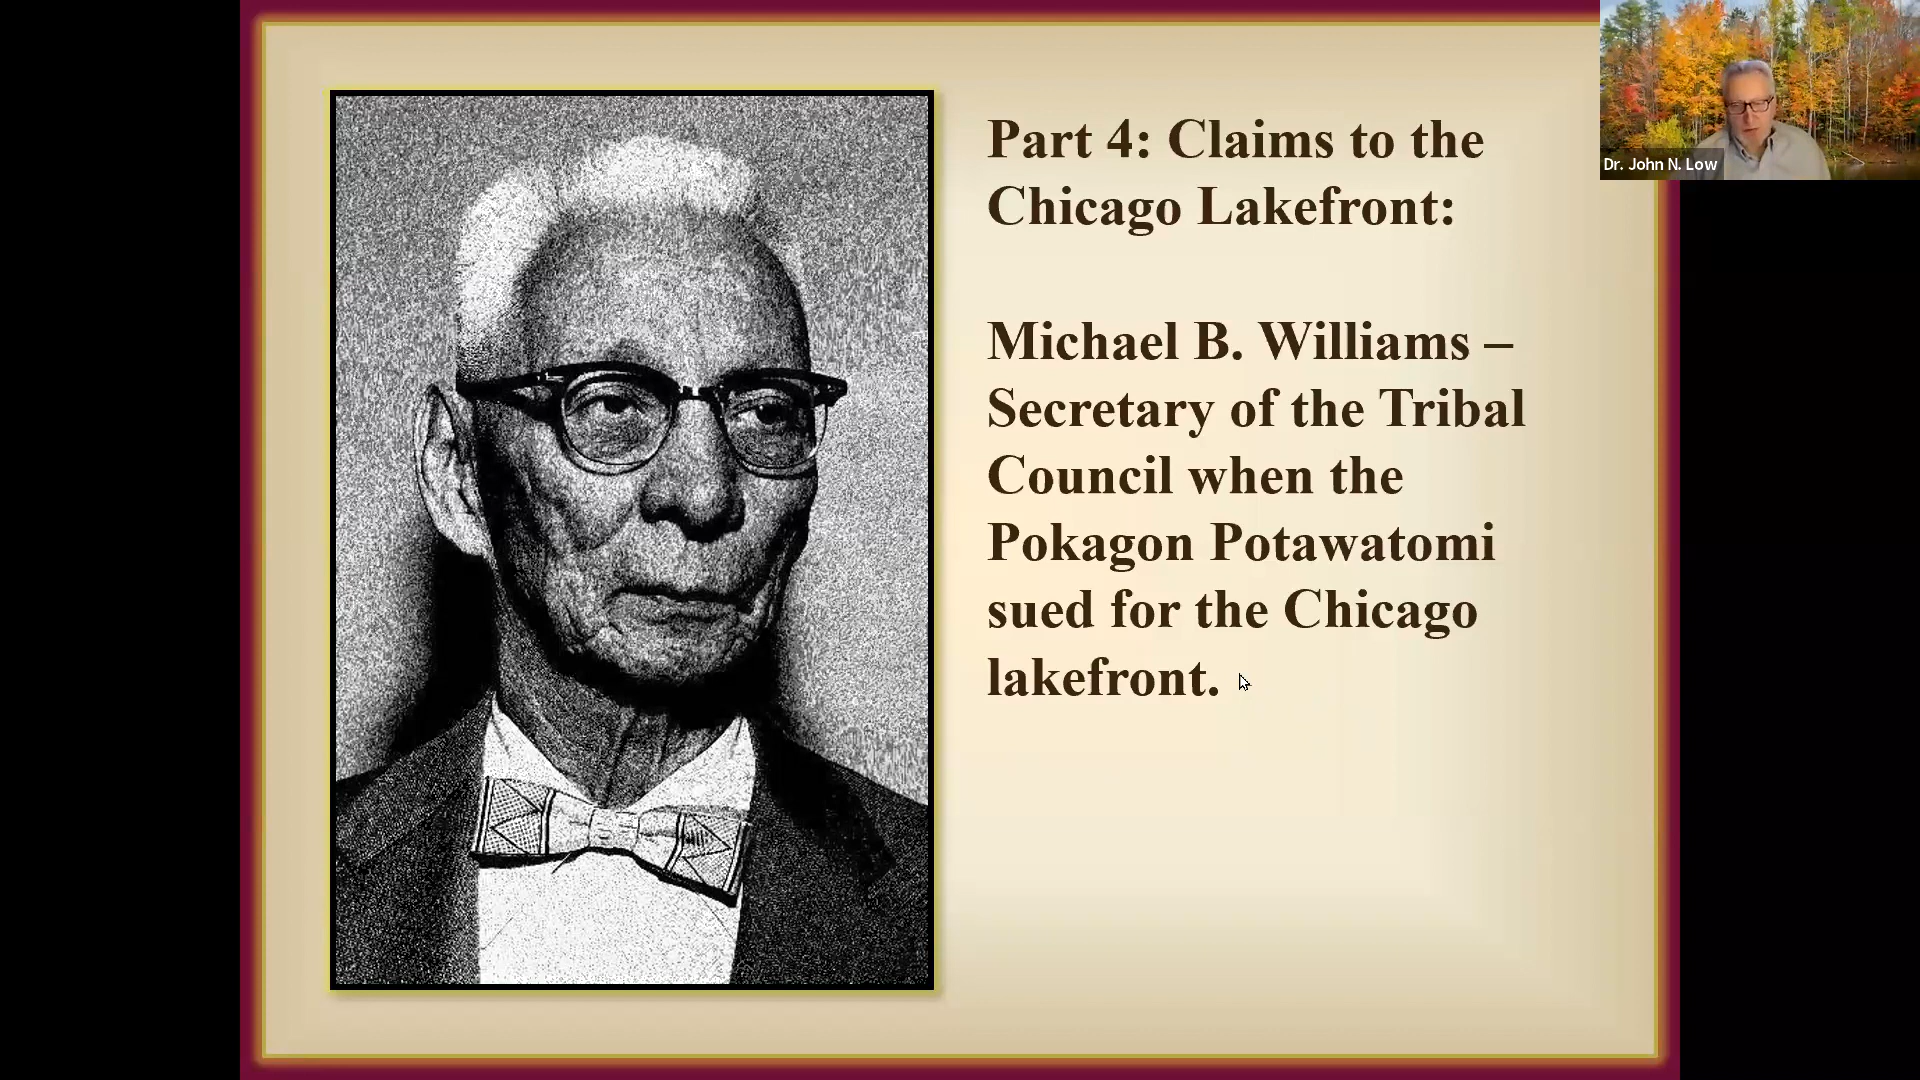 Part 4: Claims to the
Chicago Lakefront:
Michael B. Williams –
Secretary of the Tribal
Council when the
Pokagon Potawatomi
sued for the Chicago
lakefront.
Dr. John N. Low